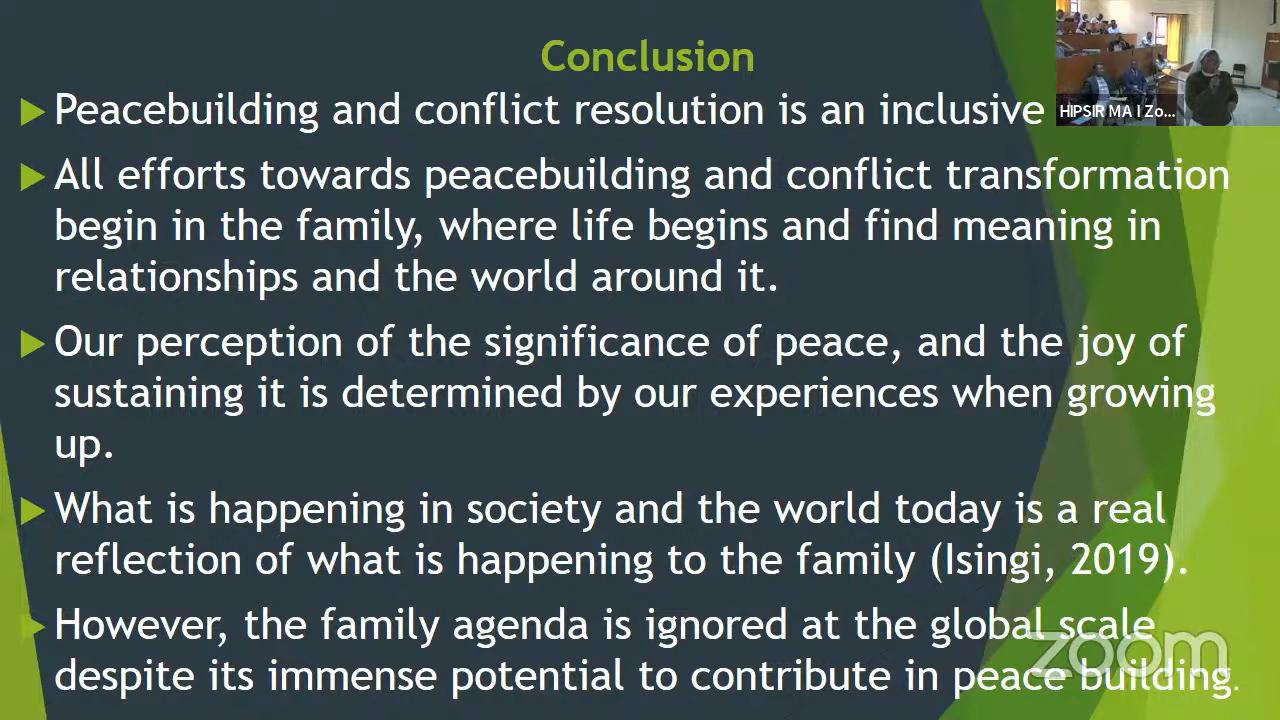 Conclusion
Peacebuilding and conflict resolution is an inclusive
HIPSIR MA I Zo...
All efforts towards peacebuilding and conflict transformation
begin in the family, where life begins and find meaning in
relationships and the world around it.
Our perception of the significance of peace, and the joy of
sustaining it is determined by our experiences when growing
up.
What is happening in society and the world today is a real
reflection of what is happening to the family (Isingi, 2019).
However, the family agenda is ignored at the global scale
despite its immense potential to contribute in peace building.
zoom